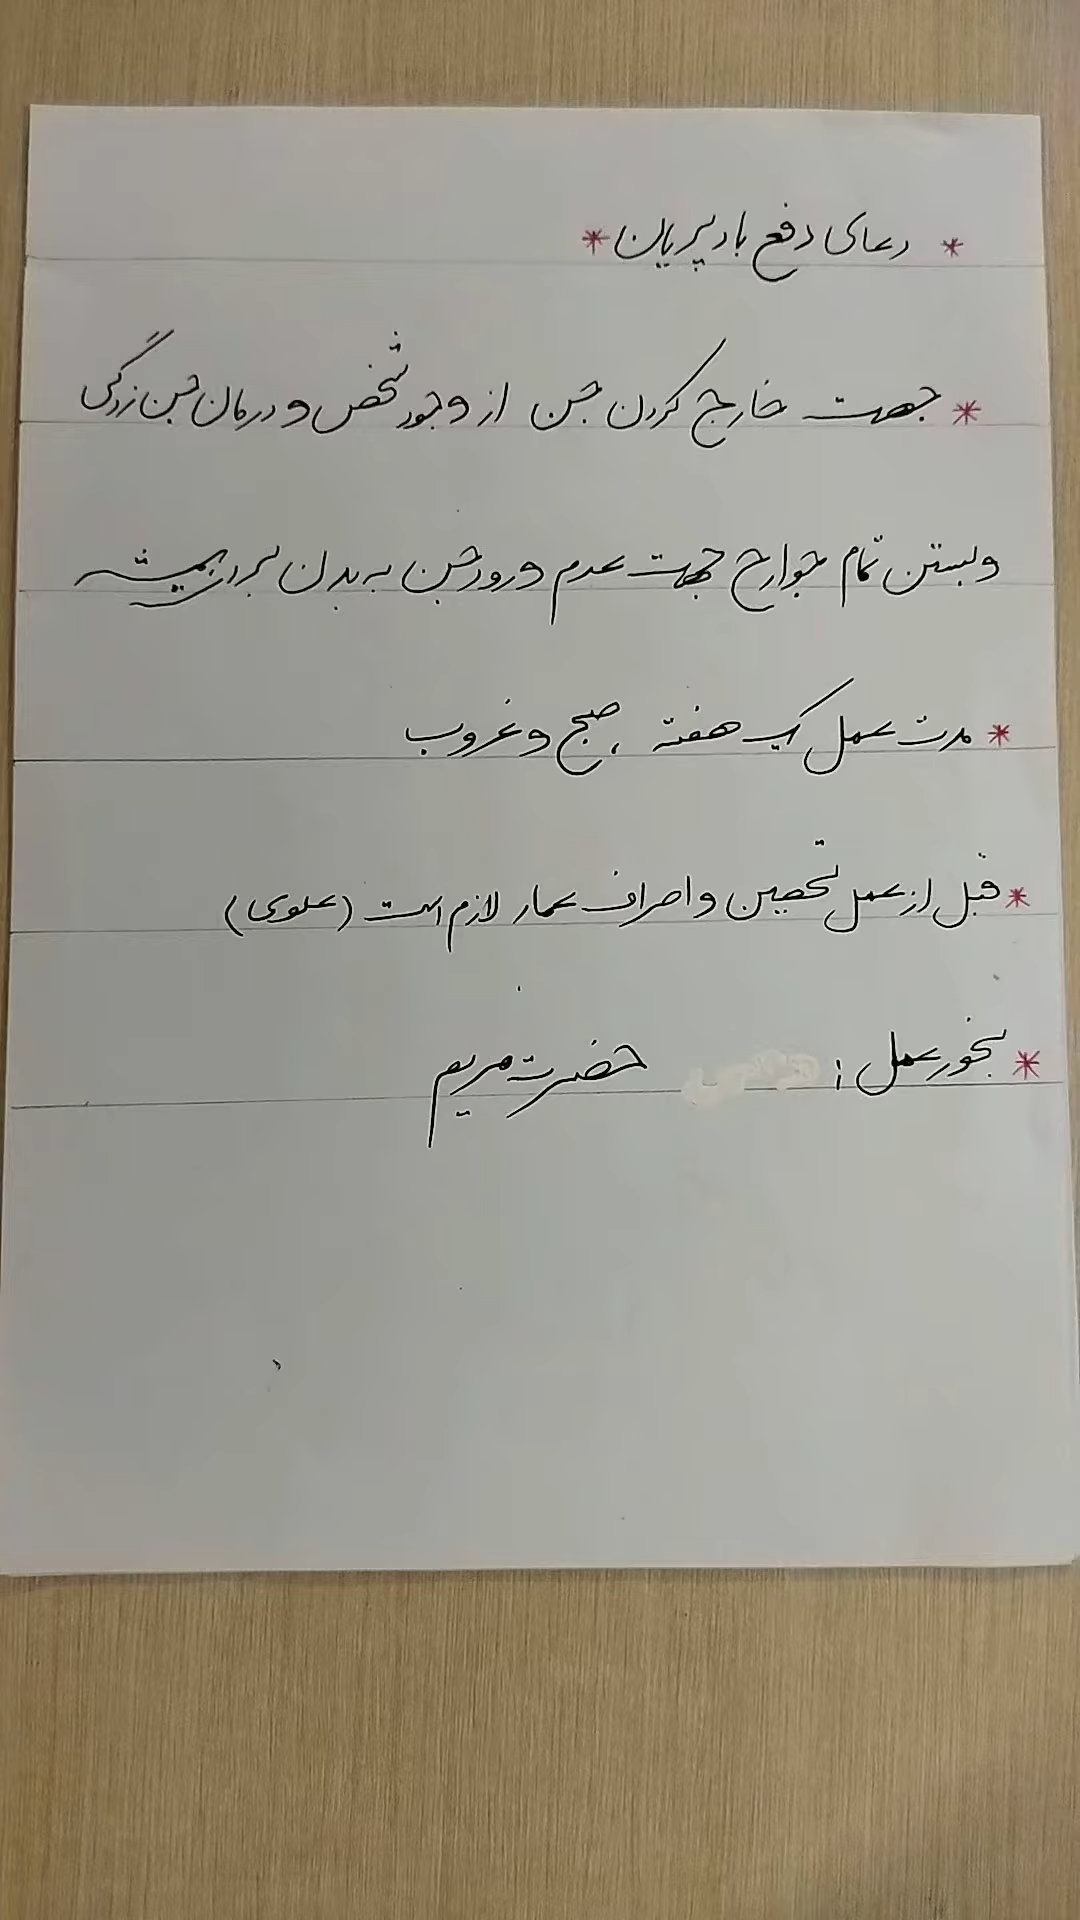 * دعای دفع باد پریان *
* جهت خارج کردن جن از وجود شخص و درمان جن زدگی
و بستن تمام جوارح جهت عدم ورود جن به بدن برای همیشه
* مدت عمل یک هفته ، صبح و غروب
* قبل از عمل تحصین و اصراف عمار لازم است (علوی)
* بخور عمل : حضرت مریم